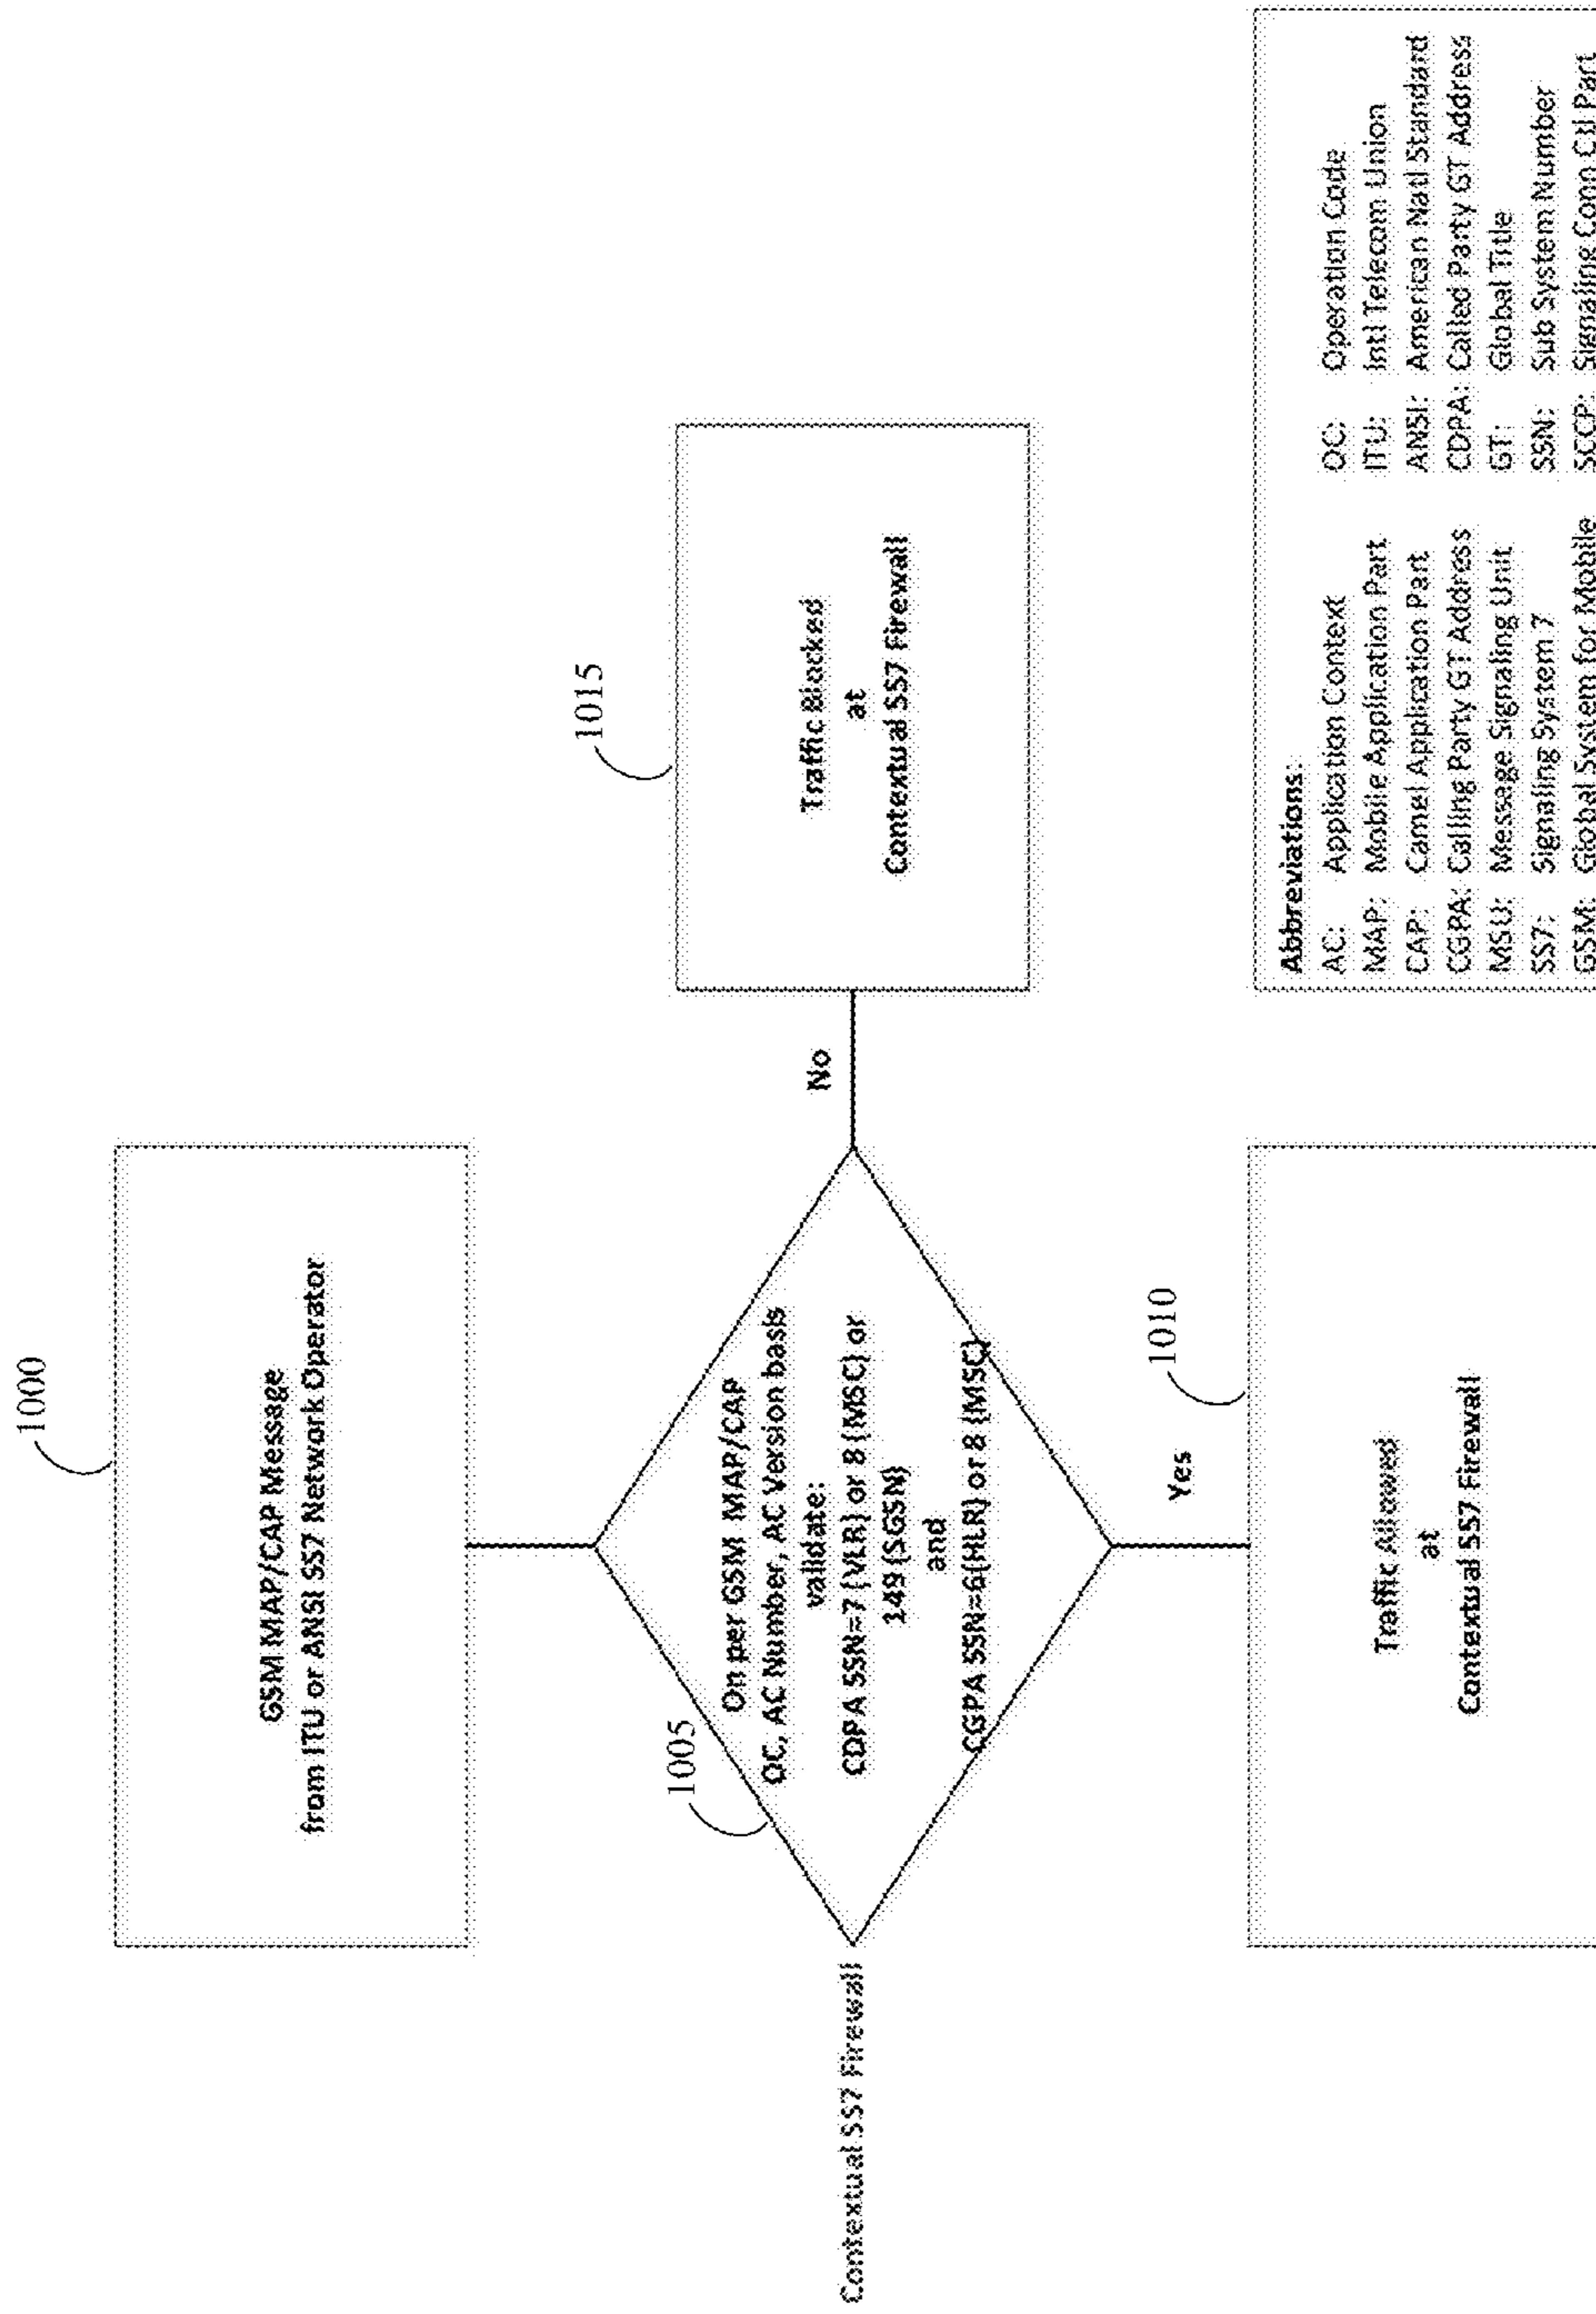 1000
GSM MAP/CAP Message
from ITU or ANSI SS7 Network Operator
1005
On per GSM MAP/CAP
OC, AC Number, AC Version basis
validate:
CDPA SSN=7 (VLR) or 8 (MSC) or
149 (SGSN)
and
CGPA SSN=6(HLR) or 8 (MSC)
Contextual SS7 Firewall
No
1015
Traffic Blocked
at
Contextual SS7 Firewall
Yes
1010
Traffic Allowed
at
Contextual SS7 Firewall
Abbreviations:
AC: Application Context OC: Operation Code
MAP: Mobile Application Part ITU: Intl Telecom Union
CAP: Camel Application Part ANSI: American Natl Standard
CGPA: Calling Party GT Address CDPA: Called Party GT Address
MSU: Message Signaling Unit GT: Global Title
SS7: Signaling System 7 SSN: Sub System Number
GSM: Global System for Mobile SCCP: Signaling Conn Ctl Part